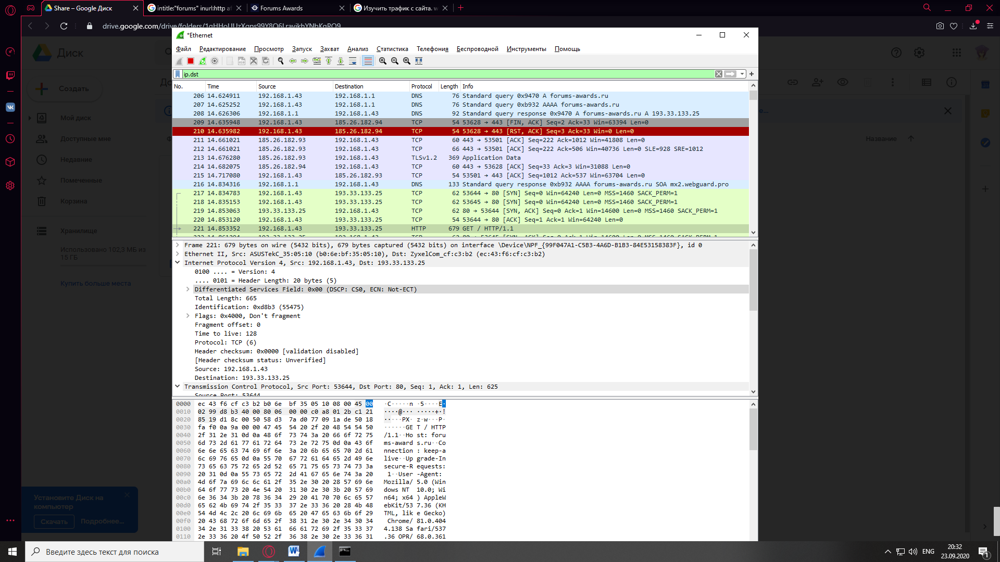 Share – Google Диск
intitle:"forums" inurl:http af
Forums Awards
Изучить трафик с сайта. w
*Ethernet
Файл Редактирование Просмотр Запуск Захват Анализ Статистика Телефония Беспроводной Инструменты Помощь
ip.dst
No. Time Source Destination Protocol Length Info
206 14.624911 192.168.1.43 192.168.1.1 DNS 76 Standard query 0x9470 A forums-awards.ru
207 14.625252 192.168.1.43 192.168.1.1 DNS 76 Standard query 0xb932 AAAA forums-awards.ru
208 14.626306 192.168.1.1 192.168.1.43 DNS 92 Standard query response 0x9470 A forums-awards.ru A 193.33.133.25
209 14.635948 192.168.1.43 185.26.182.94 TCP 54 53628 → 443 [FIN, ACK] Seq=2 Ack=33 Win=63394 Len=0
210 14.635982 192.168.1.43 185.26.182.94 TCP 54 53628 → 443 [RST, ACK] Seq=3 Ack=33 Win=0 Len=0
211 14.661021 185.26.182.93 192.168.1.43 TCP 60 443 → 53501 [ACK] Seq=222 Ack=1012 Win=41808 Len=0
212 14.661021 185.26.182.93 192.168.1.43 TCP 66 443 → 53501 [ACK] Seq=222 Ack=506 Win=40736 Len=0 SLE=928 SRE=1012
213 14.676280 185.26.182.93 192.168.1.43 TLSv1.2 369 Application Data
214 14.682075 185.26.182.94 192.168.1.43 TCP 60 443 → 53628 [ACK] Seq=33 Ack=3 Win=31088 Len=0
215 14.717080 192.168.1.43 185.26.182.93 TCP 54 53501 → 443 [ACK] Seq=1012 Ack=537 Win=63704 Len=0
216 14.834316 192.168.1.1 192.168.1.43 DNS 133 Standard query response 0xb932 AAAA forums-awards.ru SOA mx2.webguard.pro
217 14.834783 192.168.1.43 193.33.133.25 TCP 62 53644 → 80 [SYN] Seq=0 Win=64240 Len=0 MSS=1460 SACK_PERM=1
218 14.835153 192.168.1.43 193.33.133.25 TCP 62 53645 → 80 [SYN] Seq=0 Win=64240 Len=0 MSS=1460 SACK_PERM=1
219 14.853063 193.33.133.25 192.168.1.43 TCP 62 80 → 53644 [SYN, ACK] Seq=0 Ack=1 Win=14600 Len=0 MSS=1460 SACK_PERM=1
220 14.853120 192.168.1.43 193.33.133.25 TCP 54 53644 → 80 [ACK] Seq=1 Ack=1 Win=64240 Len=0
221 14.853352 192.168.1.43 193.33.133.25 HTTP 679 GET / HTTP/1.1
Frame 221: 679 bytes on wire (5432 bits), 679 bytes captured (5432 bits) on interface \Device\NPF_{99F047A1-C5B3-4A6D-B1B3-84E53158383F}, id 0
Ethernet II, Src: ASUSTekC_35:05:10 (b0:6e:bf:35:05:10), Dst: ZyxelCom_cf:c3:b2 (ec:43:f6:cf:c3:b2)
Internet Protocol Version 4, Src: 192.168.1.43, Dst: 193.33.133.25
0100 .... = Version: 4
.... 0101 = Header Length: 20 bytes (5)
Differentiated Services Field: 0x00 (DSCP: CS0, ECN: Not-ECT)
Total Length: 665
Identification: 0xd8b3 (55475)
Flags: 0x4000, Don't fragment
Fragment offset: 0
Time to live: 128
Protocol: TCP (6)
Header checksum: 0x0000 [validation disabled]
[Header checksum status: Unverified]
Source: 192.168.1.43
Destination: 193.33.133.25
Transmission Control Protocol, Src Port: 53644, Dst Port: 80, Seq: 1, Ack: 1, Len: 625
Source Port: 53644
0000 ec 43 f6 cf c3 b2 b0 6e bf 35 05 10 08 00 45 00 ·C·····n ·5····E·
0010 02 99 d8 b3 40 00 80 06 00 00 c0 a8 01 2b c1 21 ····@··· ·····+·!
0020 85 19 d1 8c 00 50 58 d3 7a d0 77 09 1a de 50 18 ·····PX· z·w···P·
0030 fa f0 0a 9a 00 00 47 45 54 20 2f 20 48 54 54 50 ······GE T / HTTP
0040 2f 31 2e 31 0d 0a 48 6f 73 74 3a 20 66 6f 72 75 /1.1··Ho st: foru
0050 6d 73 2d 61 77 61 72 64 73 2e 72 75 0d 0a 43 6f ms-award s.ru··Co
0060 6e 6e 65 63 74 69 6f 6e 3a 20 6b 65 65 70 2d 61 nnection : keep-a
0070 6c 69 76 65 0d 0a 55 70 67 72 61 64 65 2d 49 6e live··Up grade-In
0080 73 65 63 75 72 65 2d 52 65 71 75 65 73 74 73 3a secure-R equests:
0090 20 31 0d 0a 55 73 65 72 2d 41 67 65 6e 74 3a 20 1··User -Agent:
00a0 4d 6f 7a 69 6c 6c 61 2f 35 2e 30 20 28 57 69 6e Mozilla/ 5.0 (Win
00b0 64 6f 77 73 20 4e 54 20 31 30 2e 30 3b 20 57 69 dows NT 10.0; Wi
00c0 6e 36 34 3b 20 78 36 34 29 20 41 70 70 6c 65 57 n64; x64 ) AppleW
00d0 65 62 4b 69 74 2f 35 33 37 2e 33 36 20 28 4b 48 ebKit/53 7.36 (KH
00e0 54 4d 4c 2c 20 6c 69 6b 65 20 47 65 63 6b 6f 29 TML, lik e Gecko)
00f0 20 43 68 72 6f 6d 65 2f 38 31 2e 30 2e 34 30 34 Chrome/ 81.0.404
0100 34 2e 31 33 38 20 53 61 66 61 72 69 2f 35 33 37 4.138 Sa fari/537
0110 2e 33 36 20 4f 50 52 2f 36 38 2e 30 2e 33 36 31 .36 OPR/ 68.0.361
Диск
Создать
Мой диск
Доступные мне
Недавние
Помеченные
Корзина
Хранилище
Использовано 102,3 МБ из
15 ГБ
Купить больше места
Название
Установите Диск на
компьютер
Скачать Подробнее...
Введите здесь текст для поиска
ENG
20:32
23.09.2020
1